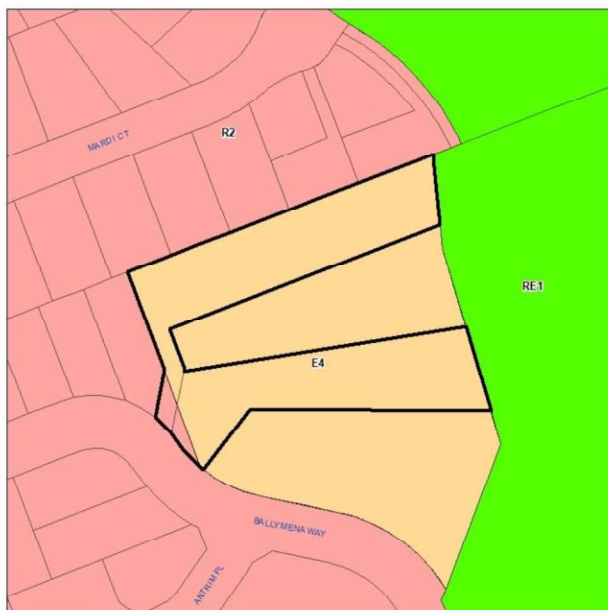 MARDI CT
R2
RE1
E4
BALLYMENA WAY
ANTRIM PL